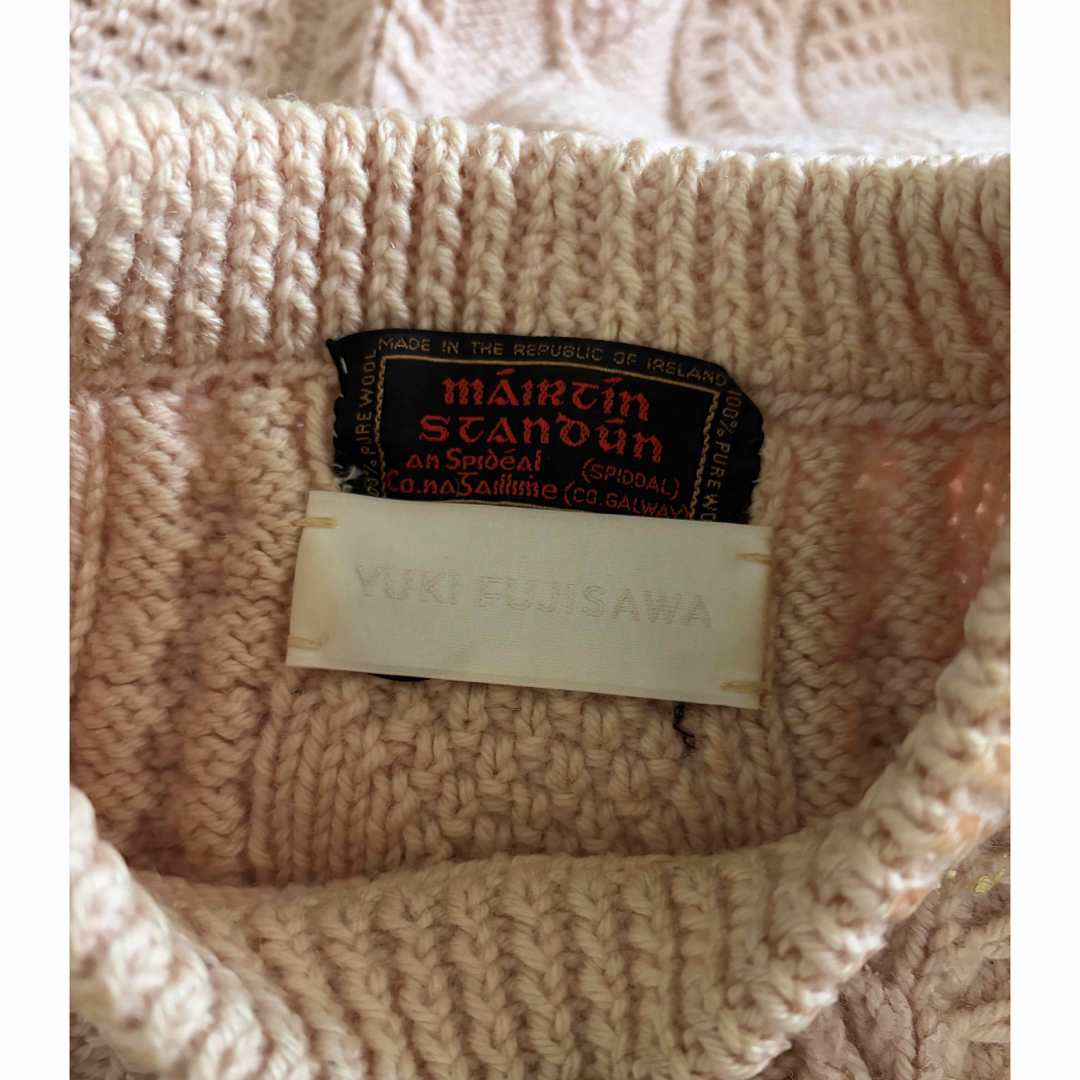 MADE IN THE REPUBLIC OF IRELAND
100% PURE WOOL
MÁIRTÍN
STANDÚN
An Spidéal (SPIDDAL)
Co.na Gaillimhe (CO. GALWAY)
100% PURE WO
YUKI FUJISAWA